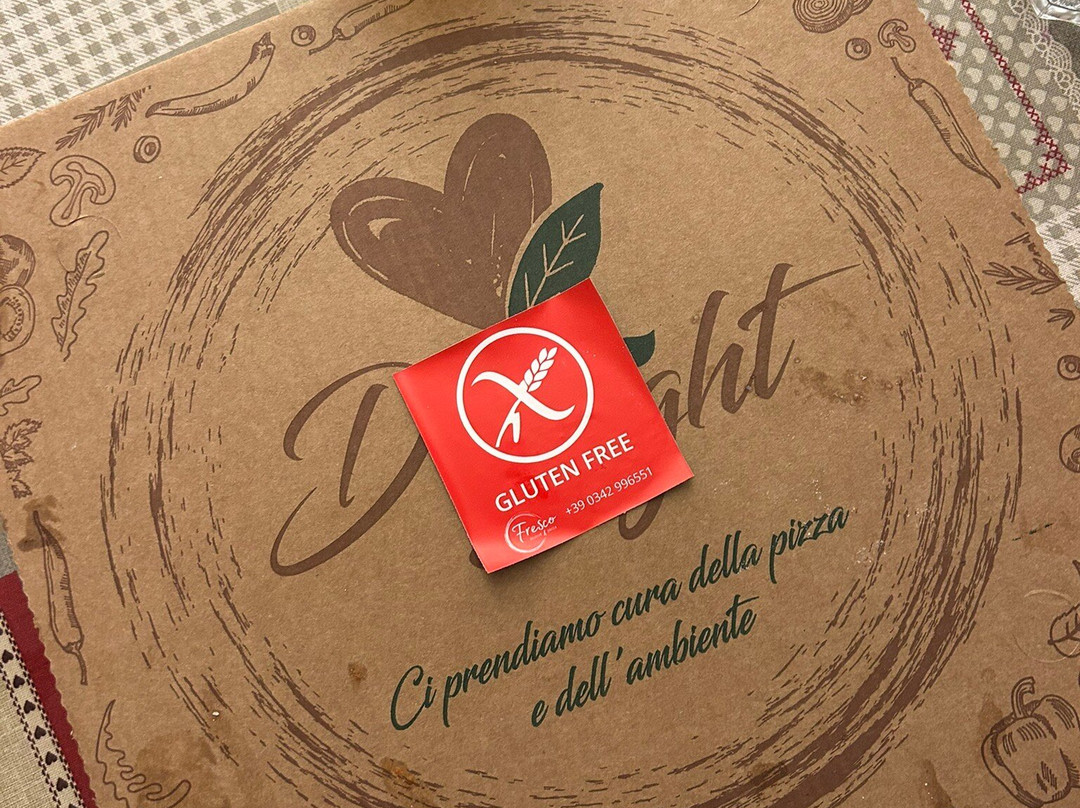 GLUTEN FREE
Fresco +39 0342 996551
Ci prendiamo cura della pizza
e dell'ambiente